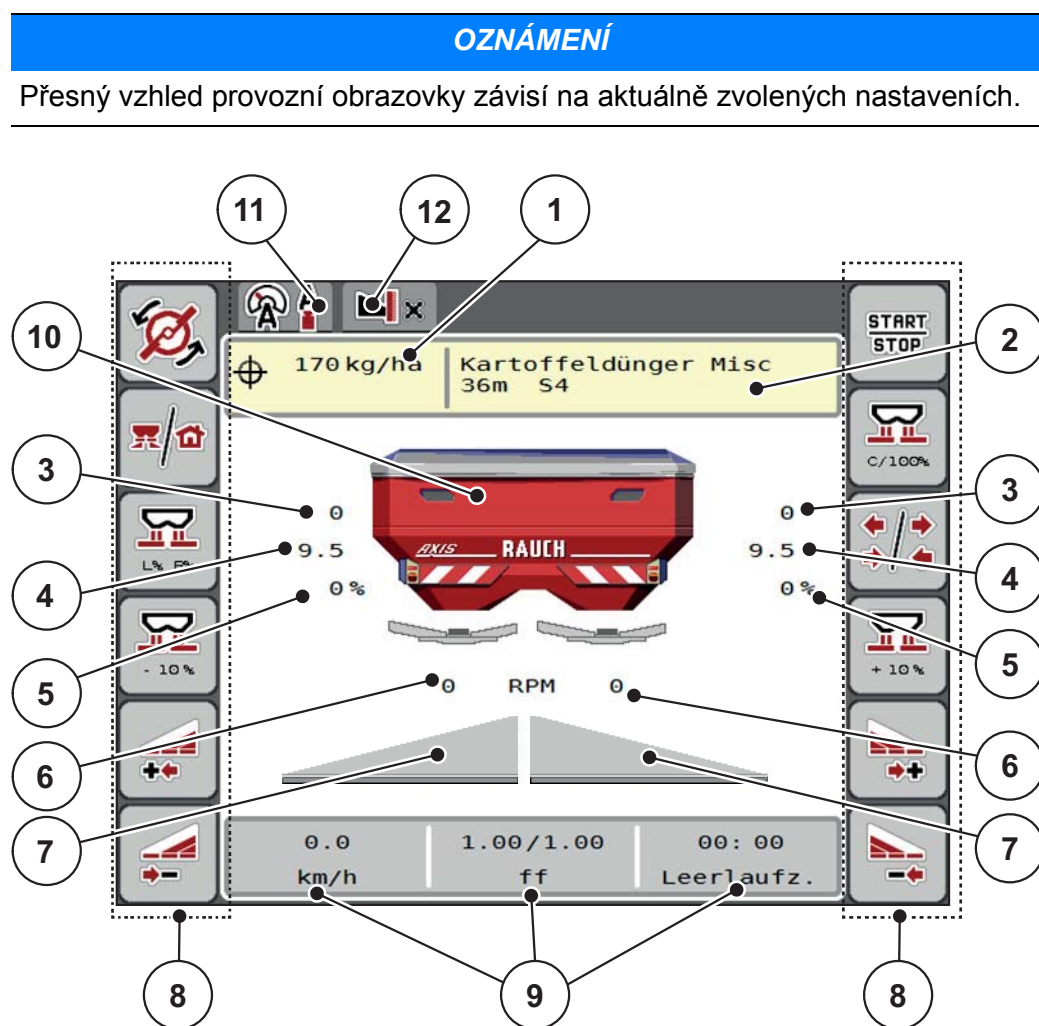 OZNÁMENÍ
Přesný vzhled provozní obrazovky závisí na aktuálně zvolených nastaveních.
11 12 1
10
START
STOP
2
A
170 kg/ha
Kartoffeldünger Misc
36m S4
C/100%
3 0 0 3
4 9.5 AXIS RAUCH 9.5 4
L% R%
5 0% 0% 5
- 10 %
+ 10 %
6 0 RPM 0 6
7 7
0.0 1.00/1.00 00:00
km/h ff Leerlaufz.
8 9 8